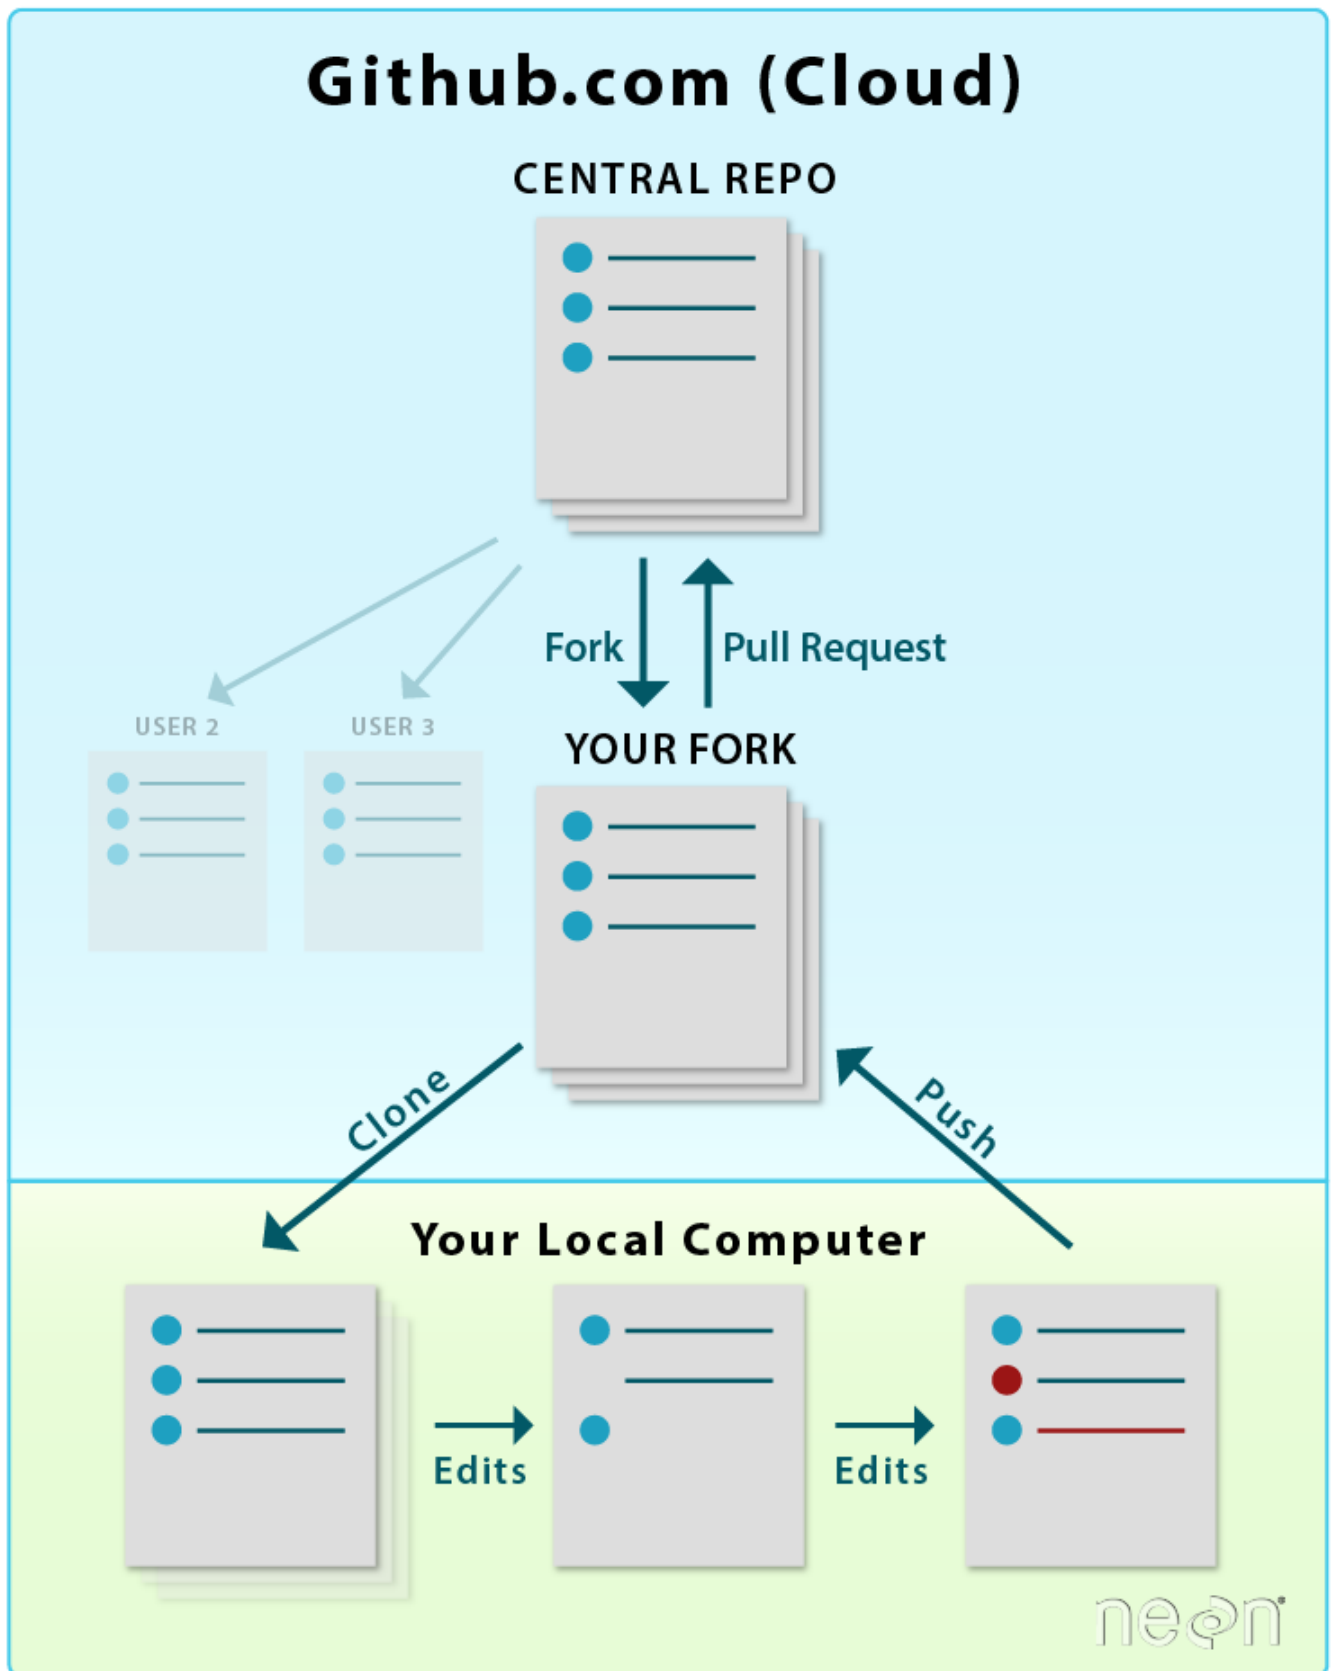 Github.com (Cloud)
CENTRAL REPO
Fork
Pull Request
USER 2
USER 3
YOUR FORK
Clone
Push
Your Local Computer
Edits
Edits
neon